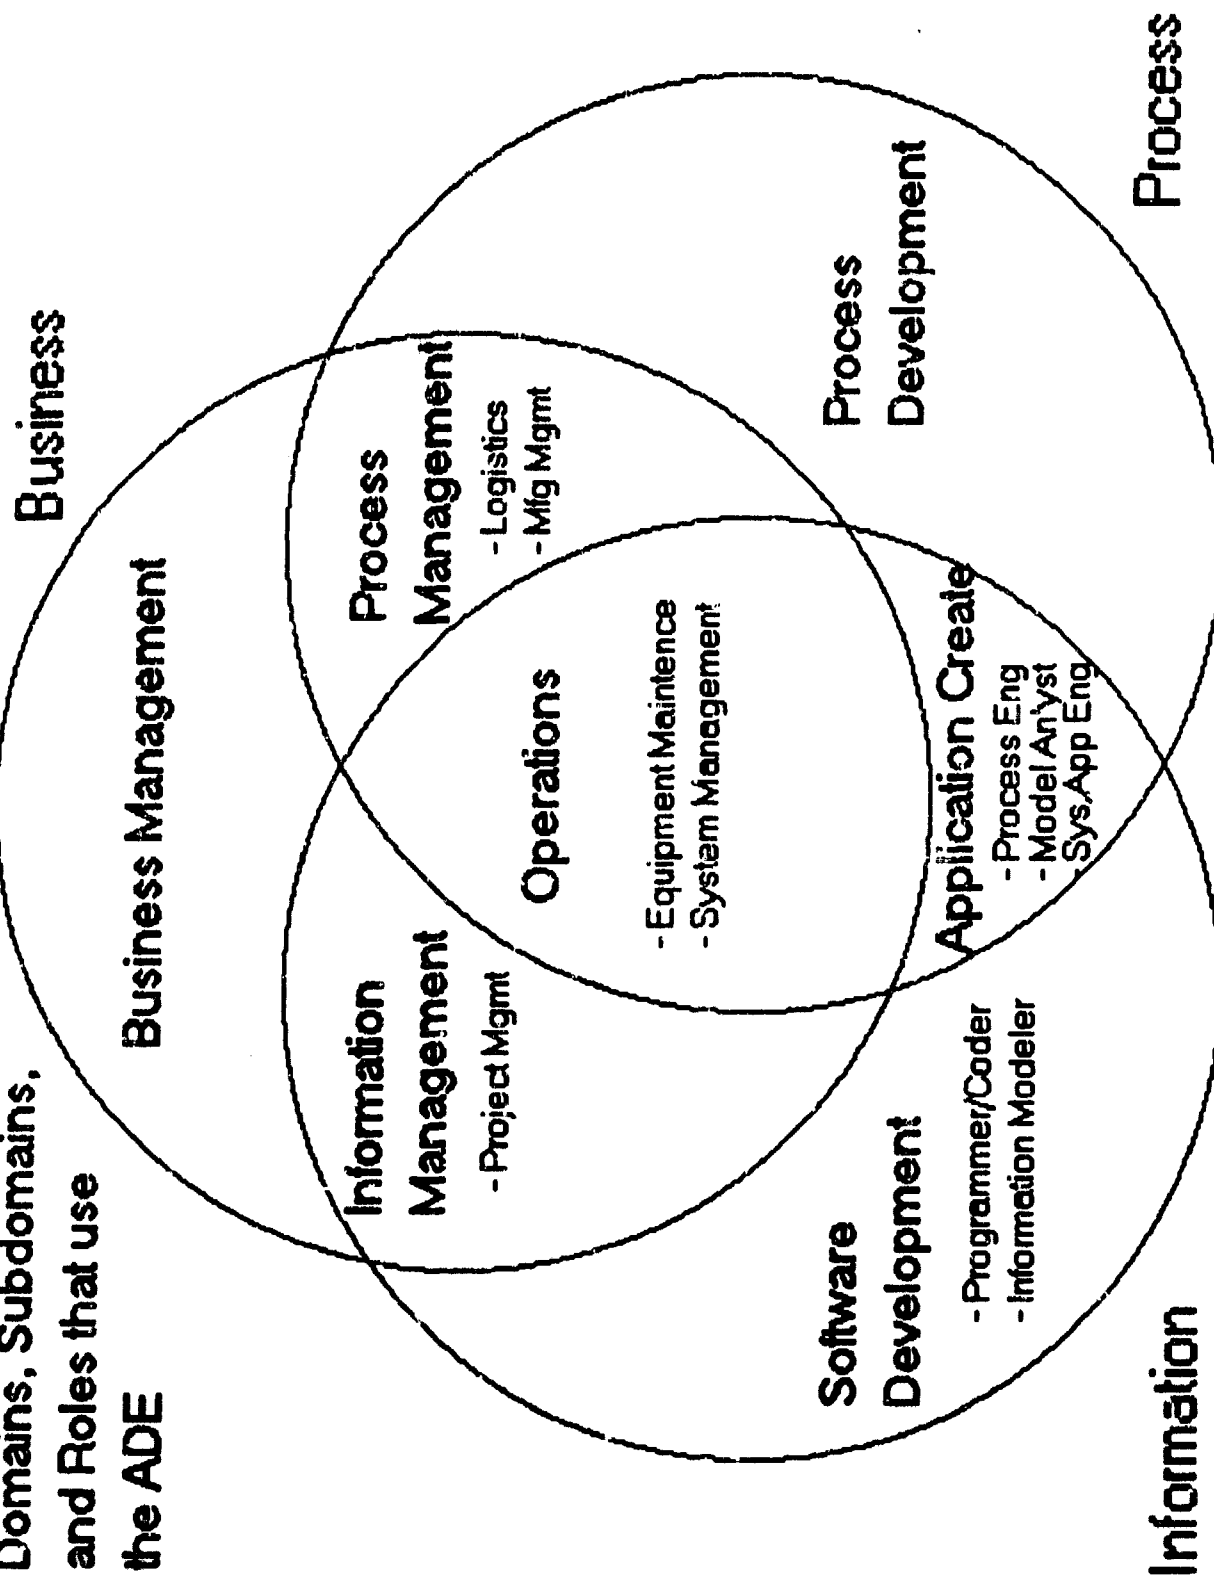 Domains, Subdomains,
and Roles that use
the ADE
Business
Business Management
Information
Management
- Project Mgmt
Process
Management
- Logistics
- Mfg Mgmt
Operations
- Equipment Maintence
- System Management
Software
Development
- Programmer/Coder
- Information Modeler
Application Create
- Process Eng
- Model An'yst
- Sys,App Eng
Process
Development
Information
Process